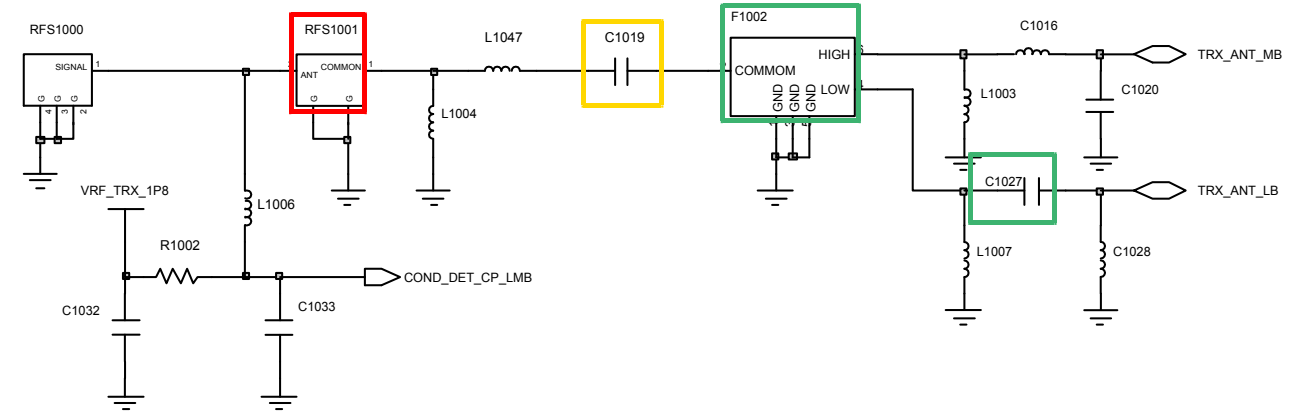 RFS1000
SIGNAL
1
G
G
G
4
3
2
RFS1001
ANT
COMMON
1
G
G
L1047
C1019
F1002
COMMOM
HIGH
LOW
GND
GND
GND
C1016
TRX_ANT_MB
L1003
C1020
L1004
C1027
TRX_ANT_LB
VRF_TRX_1P8
L1006
R1002
L1007
C1028
COND_DET_CP_LMB
C1032
C1033